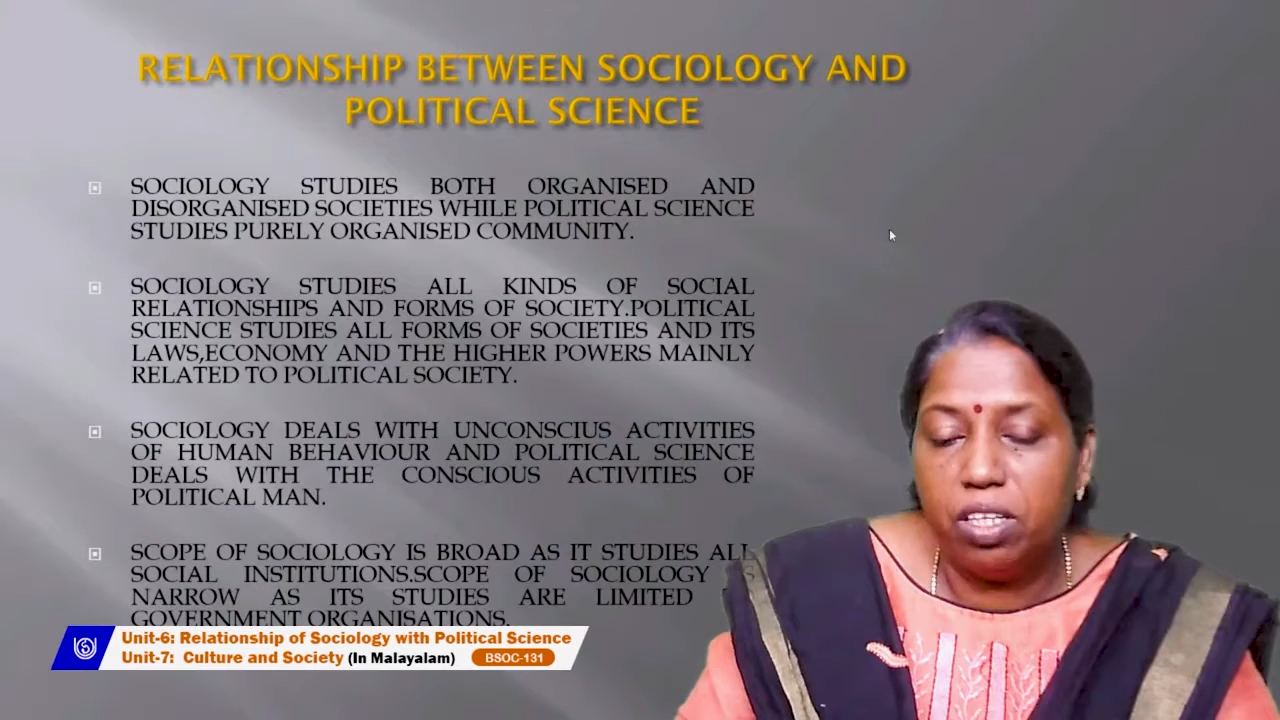 RELATIONSHIP BETWEEN SOCIOLOGY AND
POLITICAL SCIENCE
SOCIOLOGY STUDIES BOTH ORGANISED AND
DISORGANISED SOCIETIES WHILE POLITICAL SCIENCE
STUDIES PURELY ORGANISED COMMUNITY.
SOCIOLOGY STUDIES ALL KINDS OF SOCIAL
RELATIONSHIPS AND FORMS OF SOCIETY.POLITICAL
SCIENCE STUDIES ALL FORMS OF SOCIETIES AND ITS
LAWS,ECONOMY AND THE HIGHER POWERS MAINLY
RELATED TO POLITICAL SOCIETY.
SOCIOLOGY DEALS WITH UNCONSCIUS ACTIVITIES
OF HUMAN BEHAVIOUR AND POLITICAL SCIENCE
DEALS WITH THE CONSCIOUS ACTIVITIES OF
POLITICAL MAN.
SCOPE OF SOCIOLOGY IS BROAD AS IT STUDIES ALL
SOCIAL INSTITUTIONS.SCOPE OF SOCIOLOGY
NARROW AS ITS STUDIES ARE LIMITED
GOVERNMENT ORGANISATIONS.
Unit-6: Relationship of Sociology with Political Science
Unit-7: Culture and Society (In Malayalam) BSOC-131